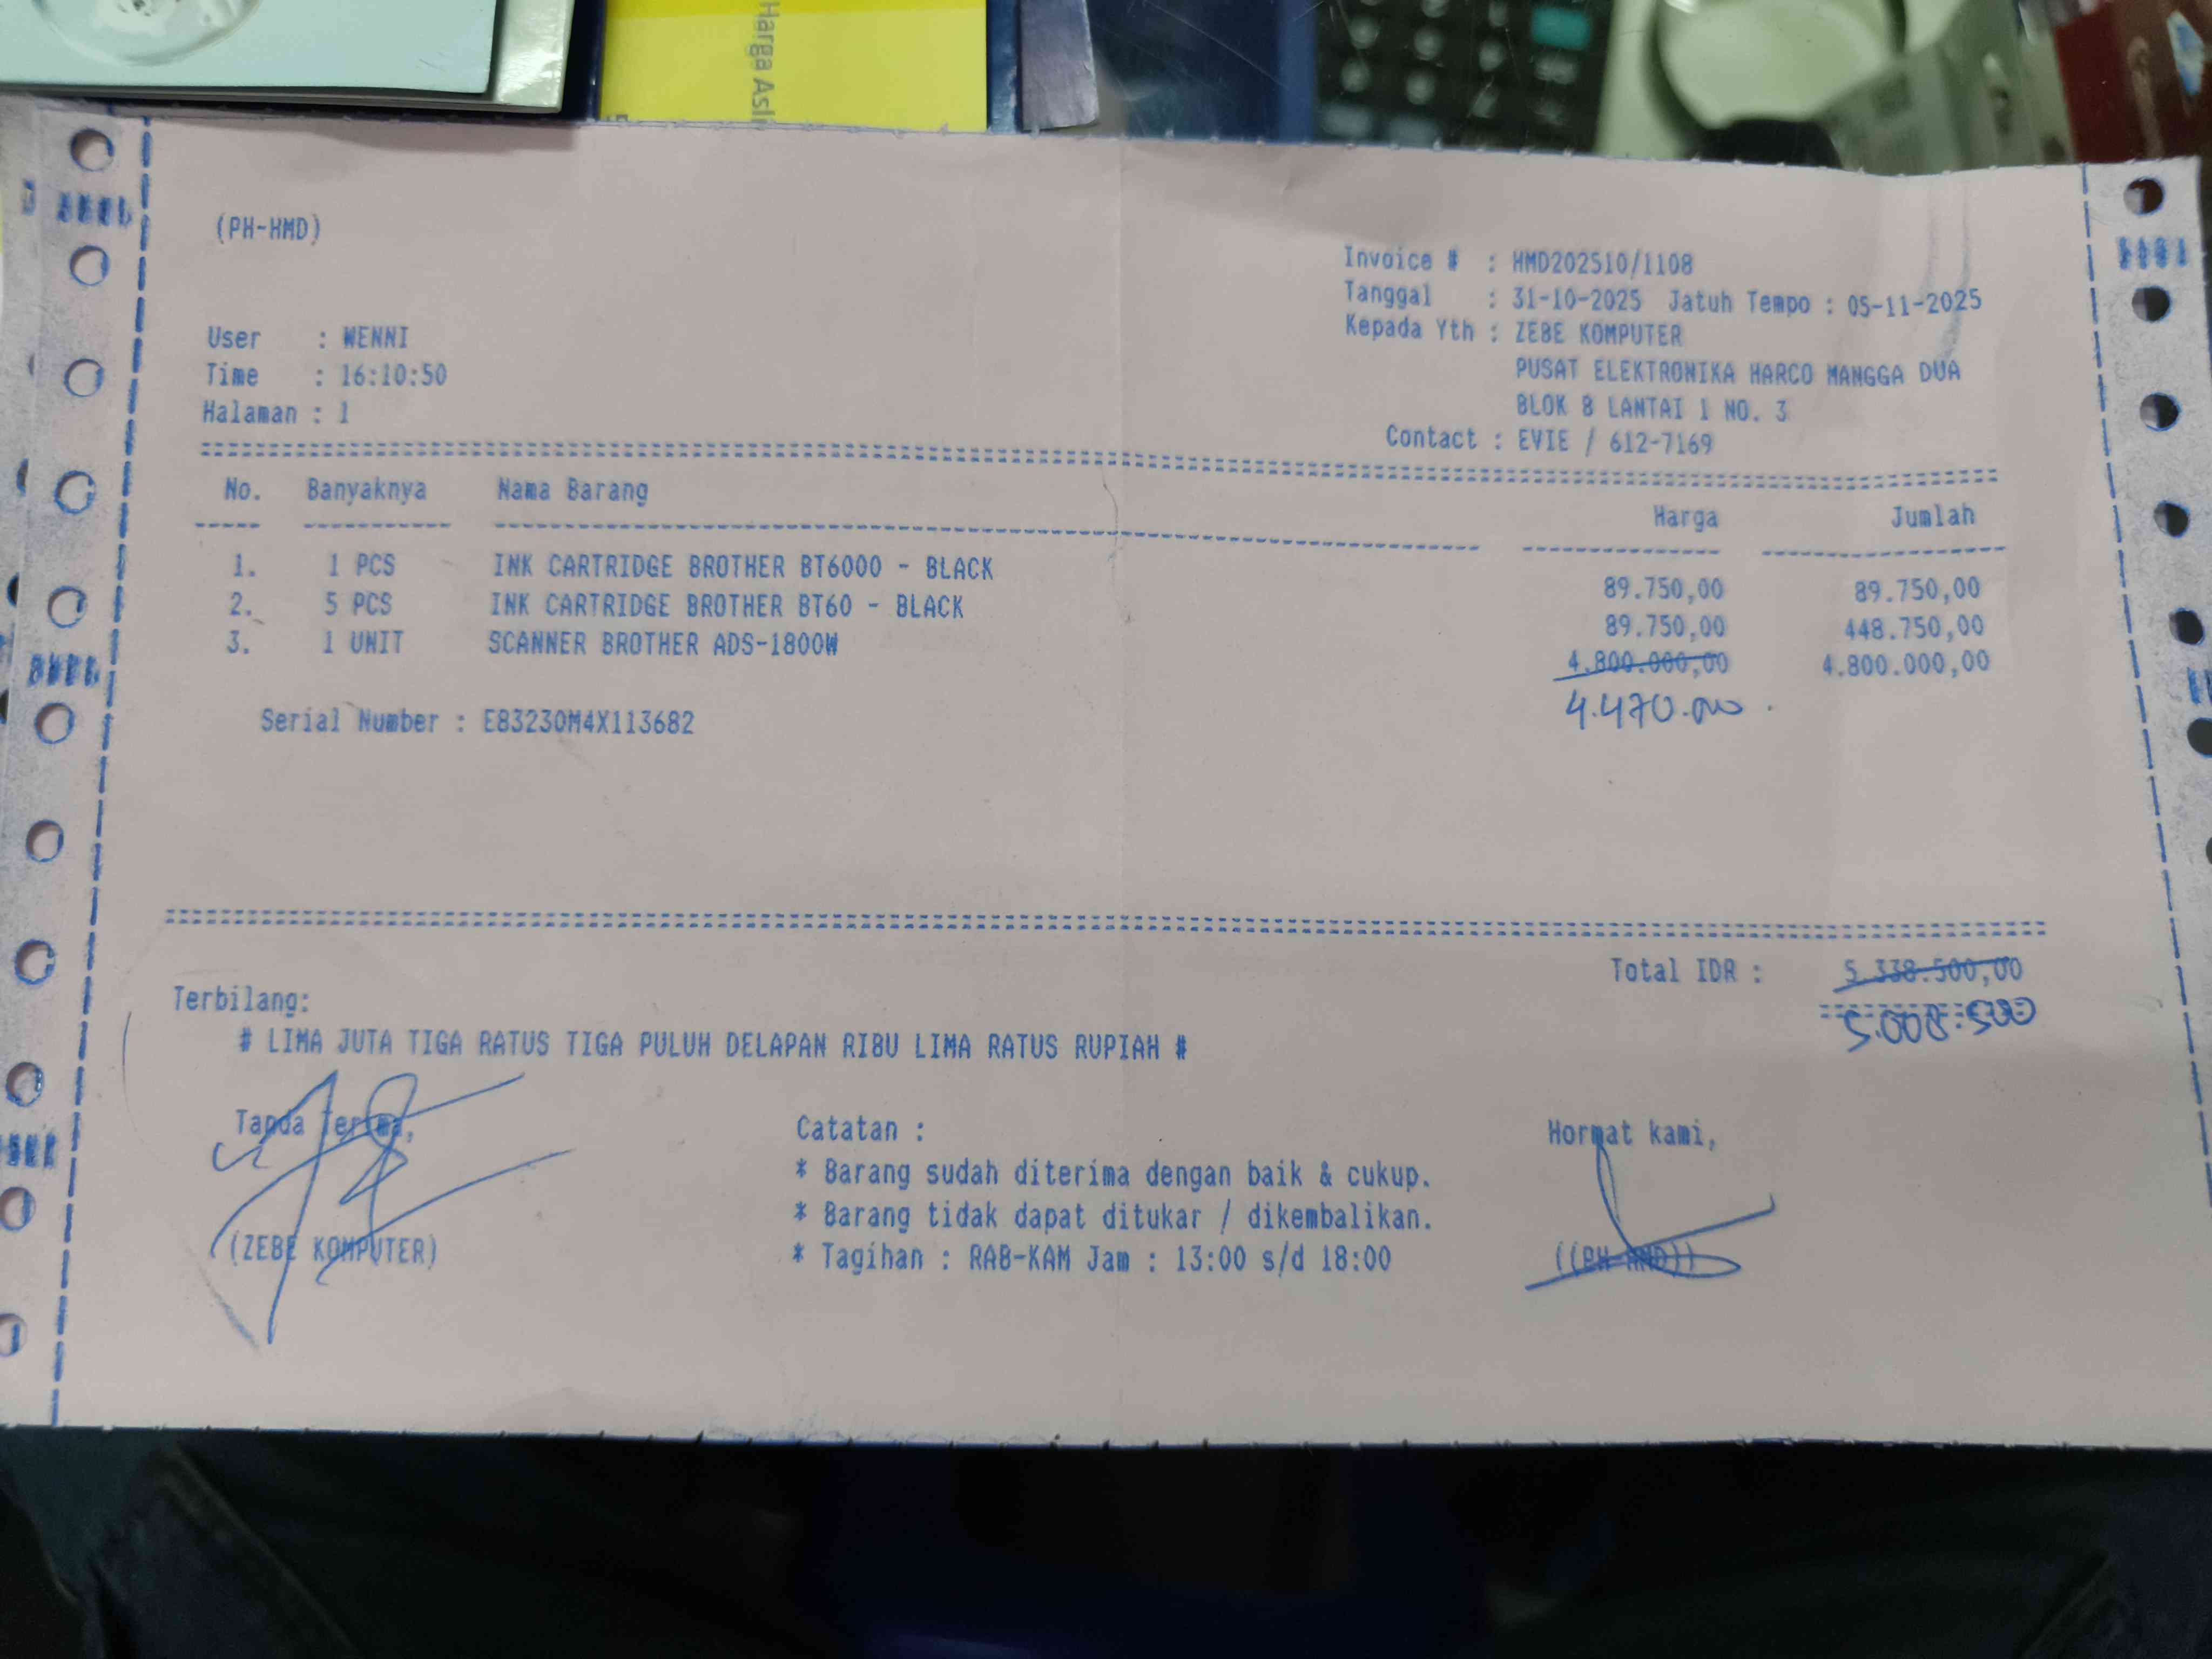 Harga Asli
(PH-HMD)
Invoice # : HMD202510/1108
Tanggal : 31-10-2025 Jatuh Tempo : 05-11-2025
Kepada Yth : ZEBE KOMPUTER
PUSAT ELEKTRONIKA HARCO MANGGA DUA
BLOK B LANTAI 1 NO. 3
Contact : EVIE / 612-7169
User : WENNI
Time : 16:10:50
Halaman : 1
No. Banyaknya Nama Barang Harga Jumlah
1. 1 PCS INK CARTRIDGE BROTHER BT6000 - BLACK 89.750,00 89.750,00
2. 5 PCS INK CARTRIDGE BROTHER BT60 - BLACK 89.750,00 448.750,00
3. 1 UNIT SCANNER BROTHER ADS-1800W 4.800.000,00 4.800.000,00
4.470.000
Serial Number : E83230M4X113682
Total IDR : 5.338.500,00
5.008.500
Terbilang:
# LIMA JUTA TIGA RATUS TIGA PULUH DELAPAN RIBU LIMA RATUS RUPIAH #
Tanda Terima,
(ZEBE KOMPUTER)
Catatan :
* Barang sudah diterima dengan baik & cukup.
* Barang tidak dapat ditukar / dikembalikan.
* Tagihan : RAB-KAM Jam : 13:00 s/d 18:00
Hormat kami,
((PH-HMD))